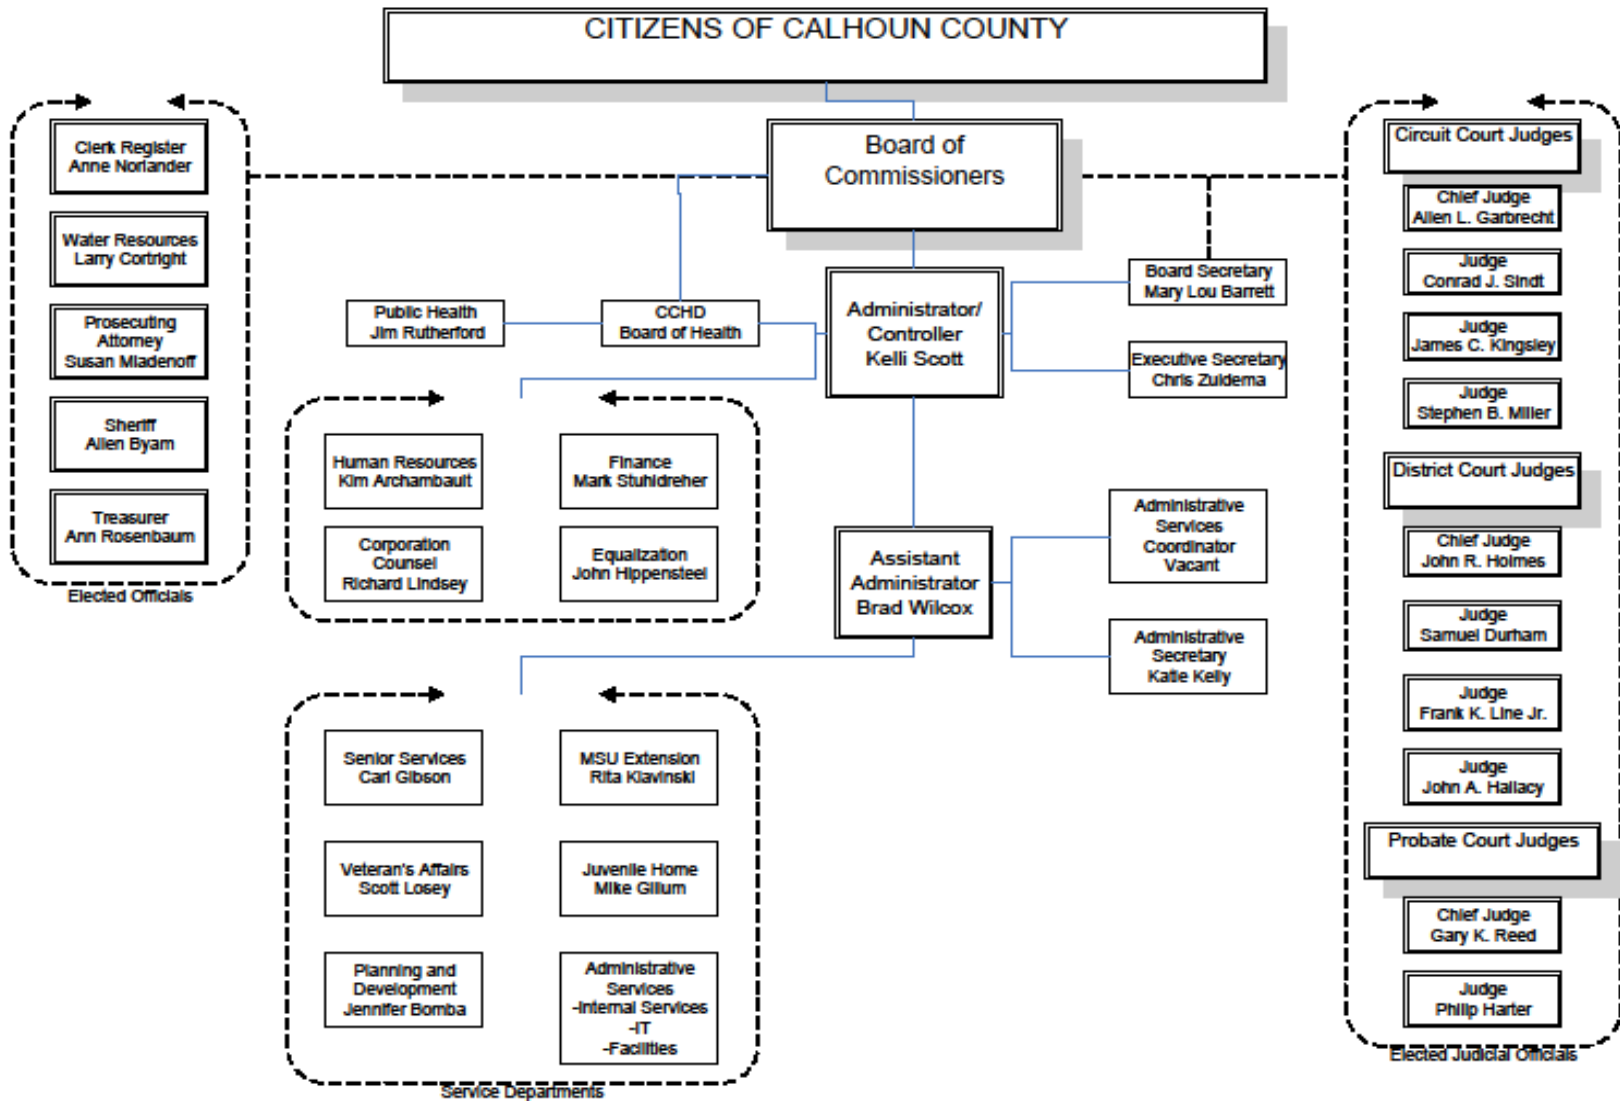 CITIZENS OF CALHOUN COUNTY
Board of
Commissioners
Clerk Register
Anne Norlander
Water Resources
Larry Cortright
Prosecuting
Attorney
Susan Mladenoff
Sheriff
Allen Byam
Treasurer
Ann Rosenbaum
Elected Officials
Public Health
Jim Rutherford
CCHD
Board of Health
Administrator/
Controller
Kelli Scott
Board Secretary
Mary Lou Barrett
Executive Secretary
Chris Zuidema
Human Resources
Kim Archambault
Finance
Mark Stuhldreher
Corporation
Counsel
Richard Lindsey
Equalization
John Hippensteel
Assistant
Administrator
Brad Wilcox
Administrative
Services
Coordinator
Vacant
Administrative
Secretary
Katie Kelly
Senior Services
Carl Gibson
MSU Extension
Rita Klavinski
Veteran's Affairs
Scott Losey
Juvenile Home
Mike Gillum
Planning and
Development
Jennifer Bomba
Administrative
Services
-Internal Services
-IT
-Facilities
Service Departments
Circuit Court Judges
Chief Judge
Allen L. Garbrecht
Judge
Conrad J. Sindt
Judge
James C. Kingsley
Judge
Stephen B. Miller
District Court Judges
Chief Judge
John R. Holmes
Judge
Samuel Durham
Judge
Frank K. Line Jr.
Judge
John A. Hallacy
Probate Court Judges
Chief Judge
Gary K. Reed
Judge
Philip Harter
Elected Judicial Officials